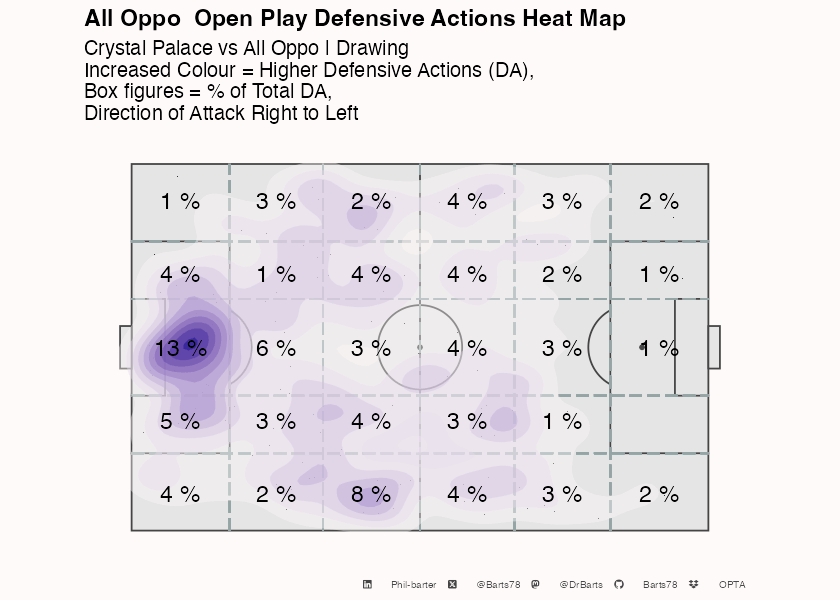 All Oppo  Open Play Defensive Actions Heat Map
Crystal Palace vs All Oppo | Drawing
Increased Colour = Higher Defensive Actions (DA),
Box figures = % of Total DA,
Direction of Attack Right to Left
1 % 3 % 2 % 4 % 3 % 2 %
4 % 1 % 4 % 4 % 2 % 1 %
13 % 6 % 3 % 4 % 3 % 1 %
5 % 3 % 4 % 3 % 1 %
4 % 2 % 8 % 4 % 3 % 2 %
Phil-barter @Barts78 @DrBarts Barts78 OPTA